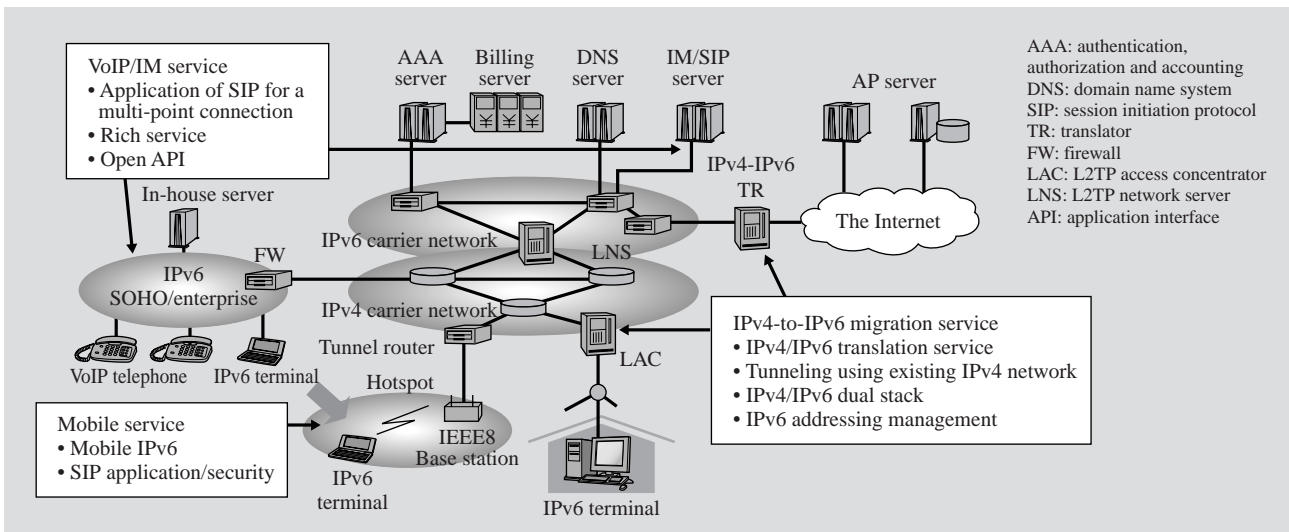 VoIP/IM service
• Application of SIP for a
multi-point connection
• Rich service
• Open API
AAA
server
Billing
server
DNS
server
IM/SIP
server
AP server
AAA: authentication,
authorization and accounting
DNS: domain name system
SIP: session initiation protocol
TR: translator
FW: firewall
LAC: L2TP access concentrator
LNS: L2TP network server
API: application interface
¥ ¥ ¥
IPv4-IPv6
TR
In-house server
IPv6 carrier network
LNS
The Internet
FW
IPv6
SOHO/enterprise
IPv4 carrier network
Tunnel router
LAC
VoIP telephone
IPv6 terminal
IPv4-to-IPv6 migration service
• IPv4/IPv6 translation service
• Tunneling using existing IPv4 network
• IPv4/IPv6 dual stack
• IPv6 addressing management
Hotspot
Mobile service
• Mobile IPv6
• SIP application/security
IEEE8
Base station
IPv6
terminal
IPv6 terminal